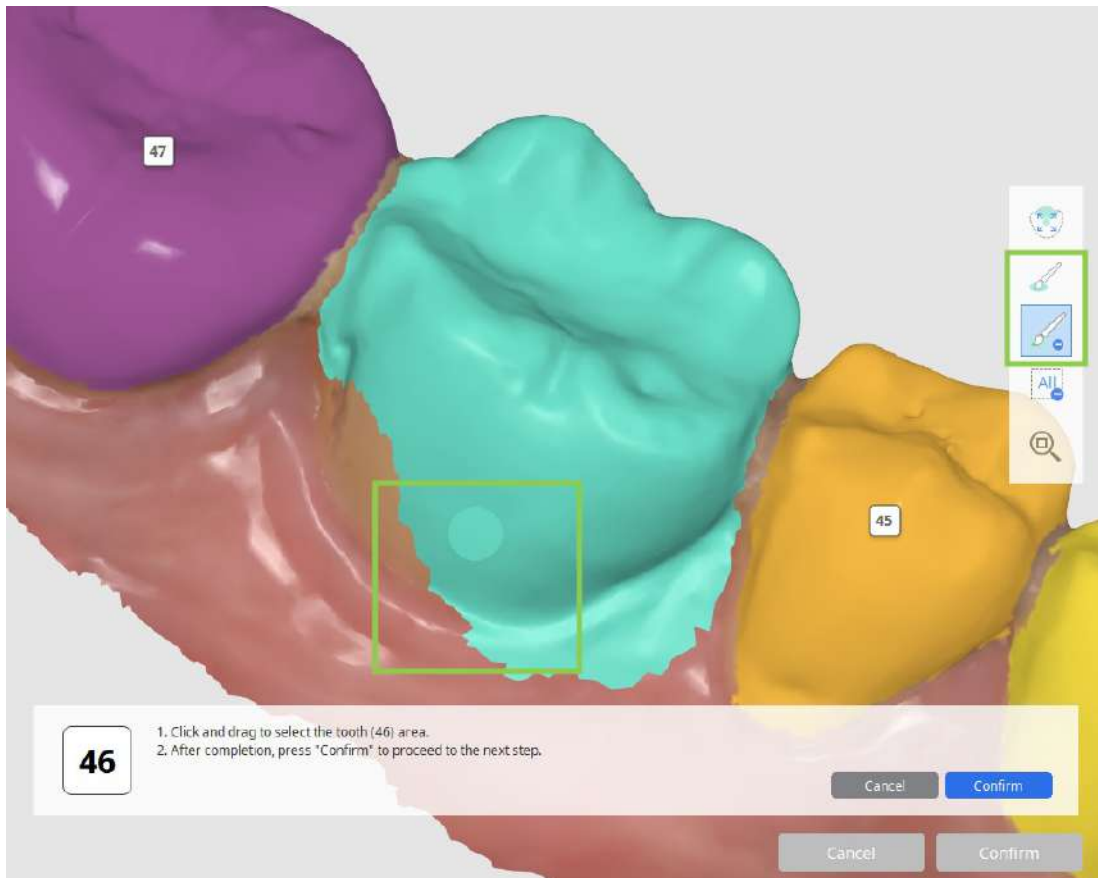 47
All
45
46
1. Click and drag to select the tooth (46) area.
2. After completion, press "Confirm" to proceed to the next step.
Cancel Confirm
Cancel Confirm